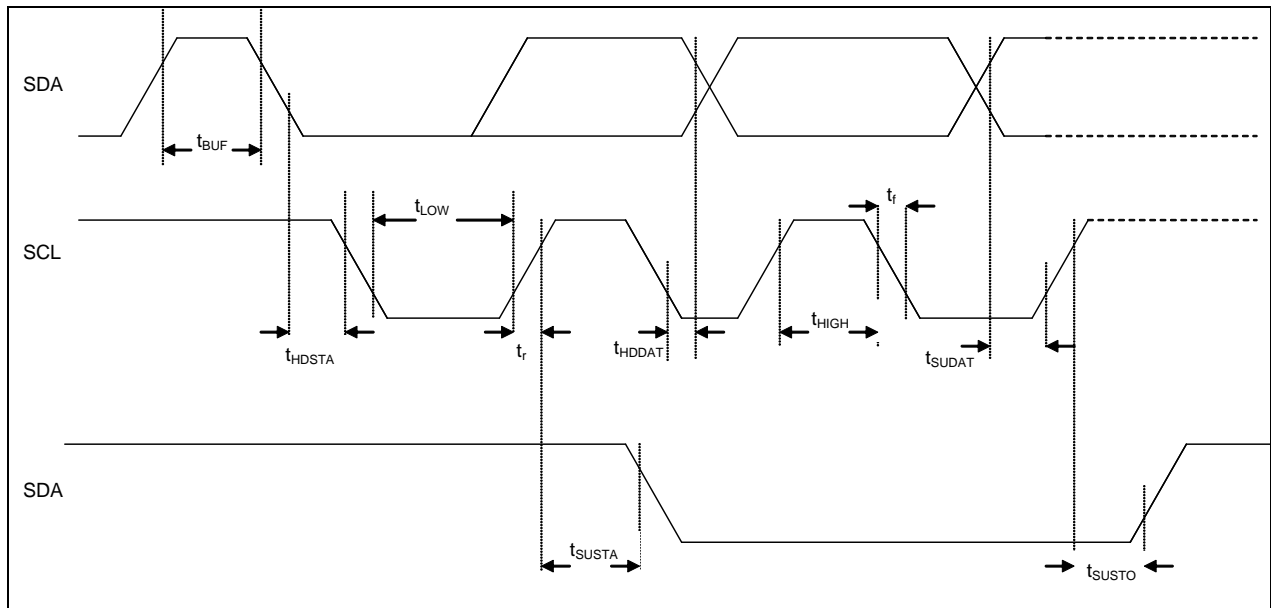 SDA
tBUF
tLOW
tf
SCL
tHDSTA
tr
tHDDAT
tHIGH
tSUDAT
SDA
tSUSTA
tSUSTO